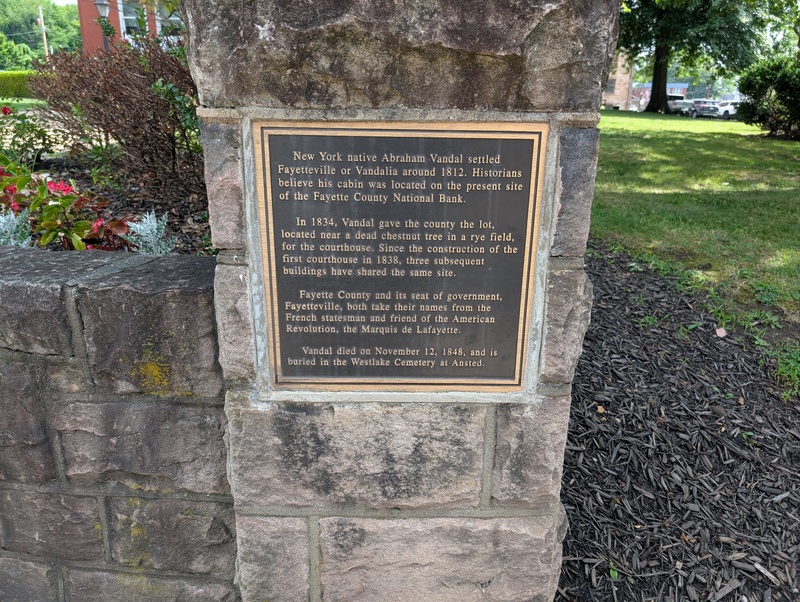 New York native Abraham Vandal settled
Fayetteville or Vandalia around 1812. Historians
believe his cabin was located on the present site
of the Fayette County National Bank.
In 1834, Vandal gave the county the lot,
located near a dead chestnut tree in a rye field,
for the courthouse. Since the construction of the
first courthouse in 1838, three subsequent
buildings have shared the same site.
Fayette County and its seat of government,
Fayetteville, both take their names from the
French statesman and friend of the American
Revolution, the Marquis de Lafayette.
Vandal died on November 12, 1848, and is
buried in the Westlake Cemetery at Ansted.